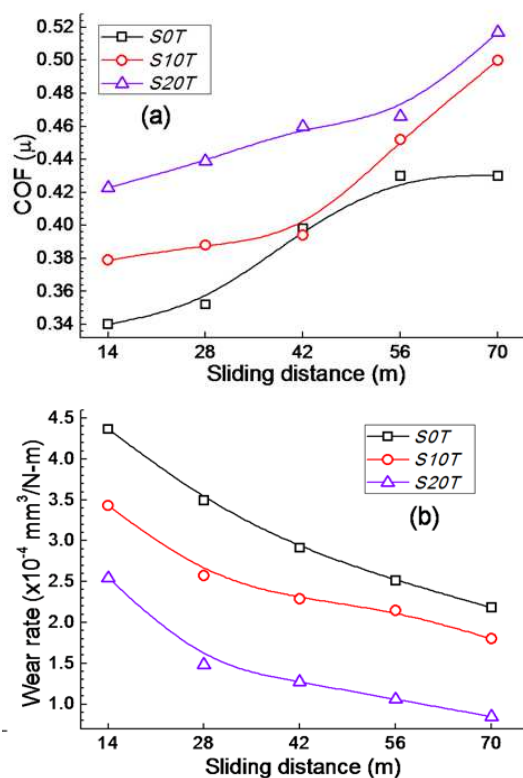 0.52
0.50
0.48
0.46
0.44
0.42
0.40
0.38
0.36
0.34
COF (μ)
S0T
S10T
S20T
(a)
14 28 42 56 70
Sliding distance (m)
4.5
4.0
3.5
3.0
2.5
2.0
1.5
1.0
Wear rate (x10⁻⁴ mm³/N-m)
S0T
S10T
S20T
(b)
14 28 42 56 70
Sliding distance (m)